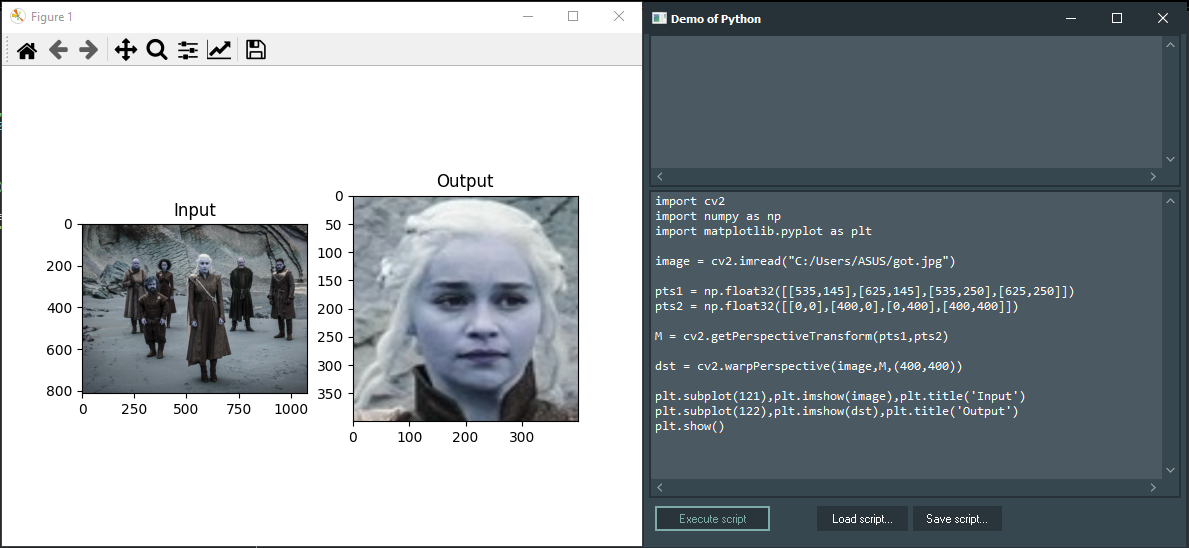 Figure 1
Demo of Python
Input
0
200
400
600
800
0
250
500
750
1000
Output
0
50
100
150
200
250
300
350
0
100
200
300
import cv2
import numpy as np
import matplotlib.pyplot as plt
image = cv2.imread("C:/Users/ASUS/got.jpg")
pts1 = np.float32([[535,145],[625,145],[535,250],[625,250]])
pts2 = np.float32([[0,0],[400,0],[0,400],[400,400]])
M = cv2.getPerspectiveTransform(pts1,pts2)
dst = cv2.warpPerspective(image,M,(400,400))
plt.subplot(121),plt.imshow(image),plt.title('Input')
plt.subplot(122),plt.imshow(dst),plt.title('Output')
plt.show()
Execute script
Load script...
Save script...